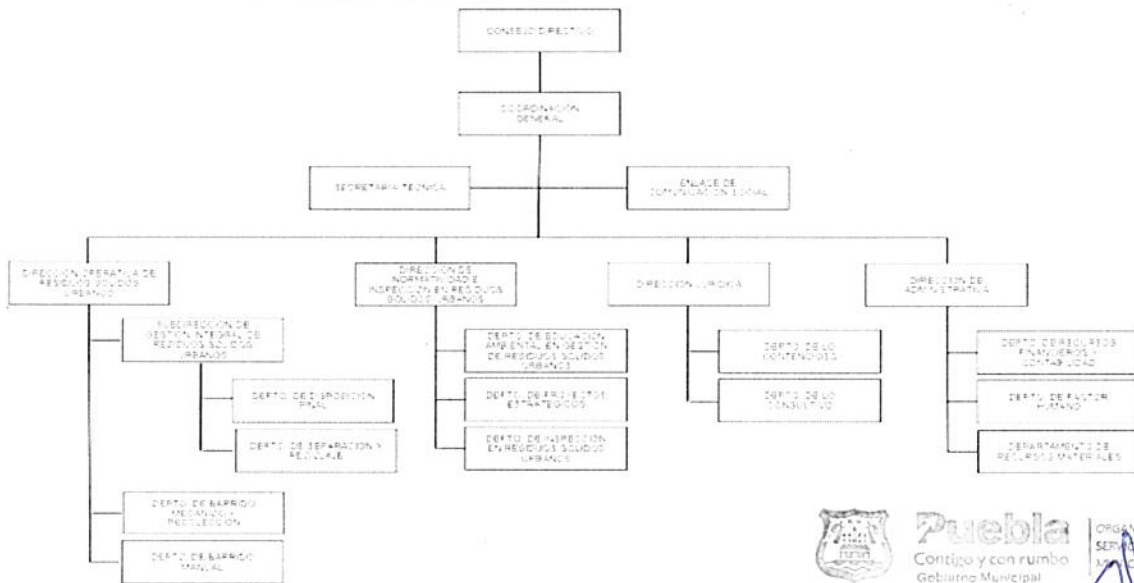 CONSEJO DIRECTIVO
COORDINACIÓN
GENERAL
SECRETARIA TECNICA
ENLACE DE
COMUNICACIÓN SOCIAL
DIRECCIÓN OPERATIVA DE
RESIDUOS SÓLIDOS
URBANOS
DIRECCIÓN DE
NORMATIVIDAD E
INSPECCIÓN EN RESIDUOS
SÓLIDOS URBANOS
DIRECCIÓN JURIDICA
DIRECCIÓN DE
ADMINISTRATIVA
SUBDIRECCIÓN DE
GESTIÓN INTEGRAL DE
RESIDUOS SÓLIDOS
URBANOS
DEPTO. DE DISPOSICIÓN
FINAL
DEPTO. DE SEPARACIÓN Y
RECICLAJE
DEPTO. DE BARRIDO
MECANIZO Y
RECOLECCIÓN
DEPTO. DE BARRIDO
MANUAL
DEPTO. DE EDUCACIÓN
AMBIENTAL EN GESTIÓN
DE RESIDUOS SÓLIDOS
URBANOS
DEPTO. DE PROYECTOS
ESTRATÉGICOS
DEPTO. DE INSPECCIÓN
EN RESIDUOS SÓLIDOS
URBANOS
DEPTO. DE LO
CONTENCIOSO
DEPTO. DE LO
CONSULTIVO
DEPTO. DE RECURSOS
FINANCIEROS Y
CONTABILIDAD
DEPTO. DE FACTOR
HUMANO
DEPARTAMENTO DE
RECURSOS MATERIALES
Puebla
Contigo y con rumbo
Gobierno Municipal